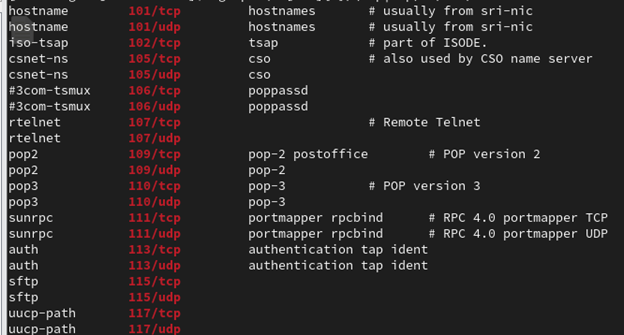 hostname 101/tcp hostnames # usually from sri-nic
hostname 101/udp hostnames # usually from sri-nic
iso-tsap 102/tcp tsap # part of ISODE.
csnet-ns 105/tcp cso # also used by CSO name server
csnet-ns 105/udp cso
#3com-tsmux 106/tcp poppassd
#3com-tsmux 106/udp poppassd
rtelnet 107/tcp # Remote Telnet
rtelnet 107/udp
pop2 109/tcp pop-2 postoffice # POP version 2
pop2 109/udp pop-2
pop3 110/tcp pop-3 # POP version 3
pop3 110/udp pop-3
sunrpc 111/tcp portmapper rpcbind # RPC 4.0 portmapper TCP
sunrpc 111/udp portmapper rpcbind # RPC 4.0 portmapper UDP
auth 113/tcp authentication tap ident
auth 113/udp authentication tap ident
sftp 115/tcp
sftp 115/udp
uucp-path 117/tcp
uucp-path 117/udp